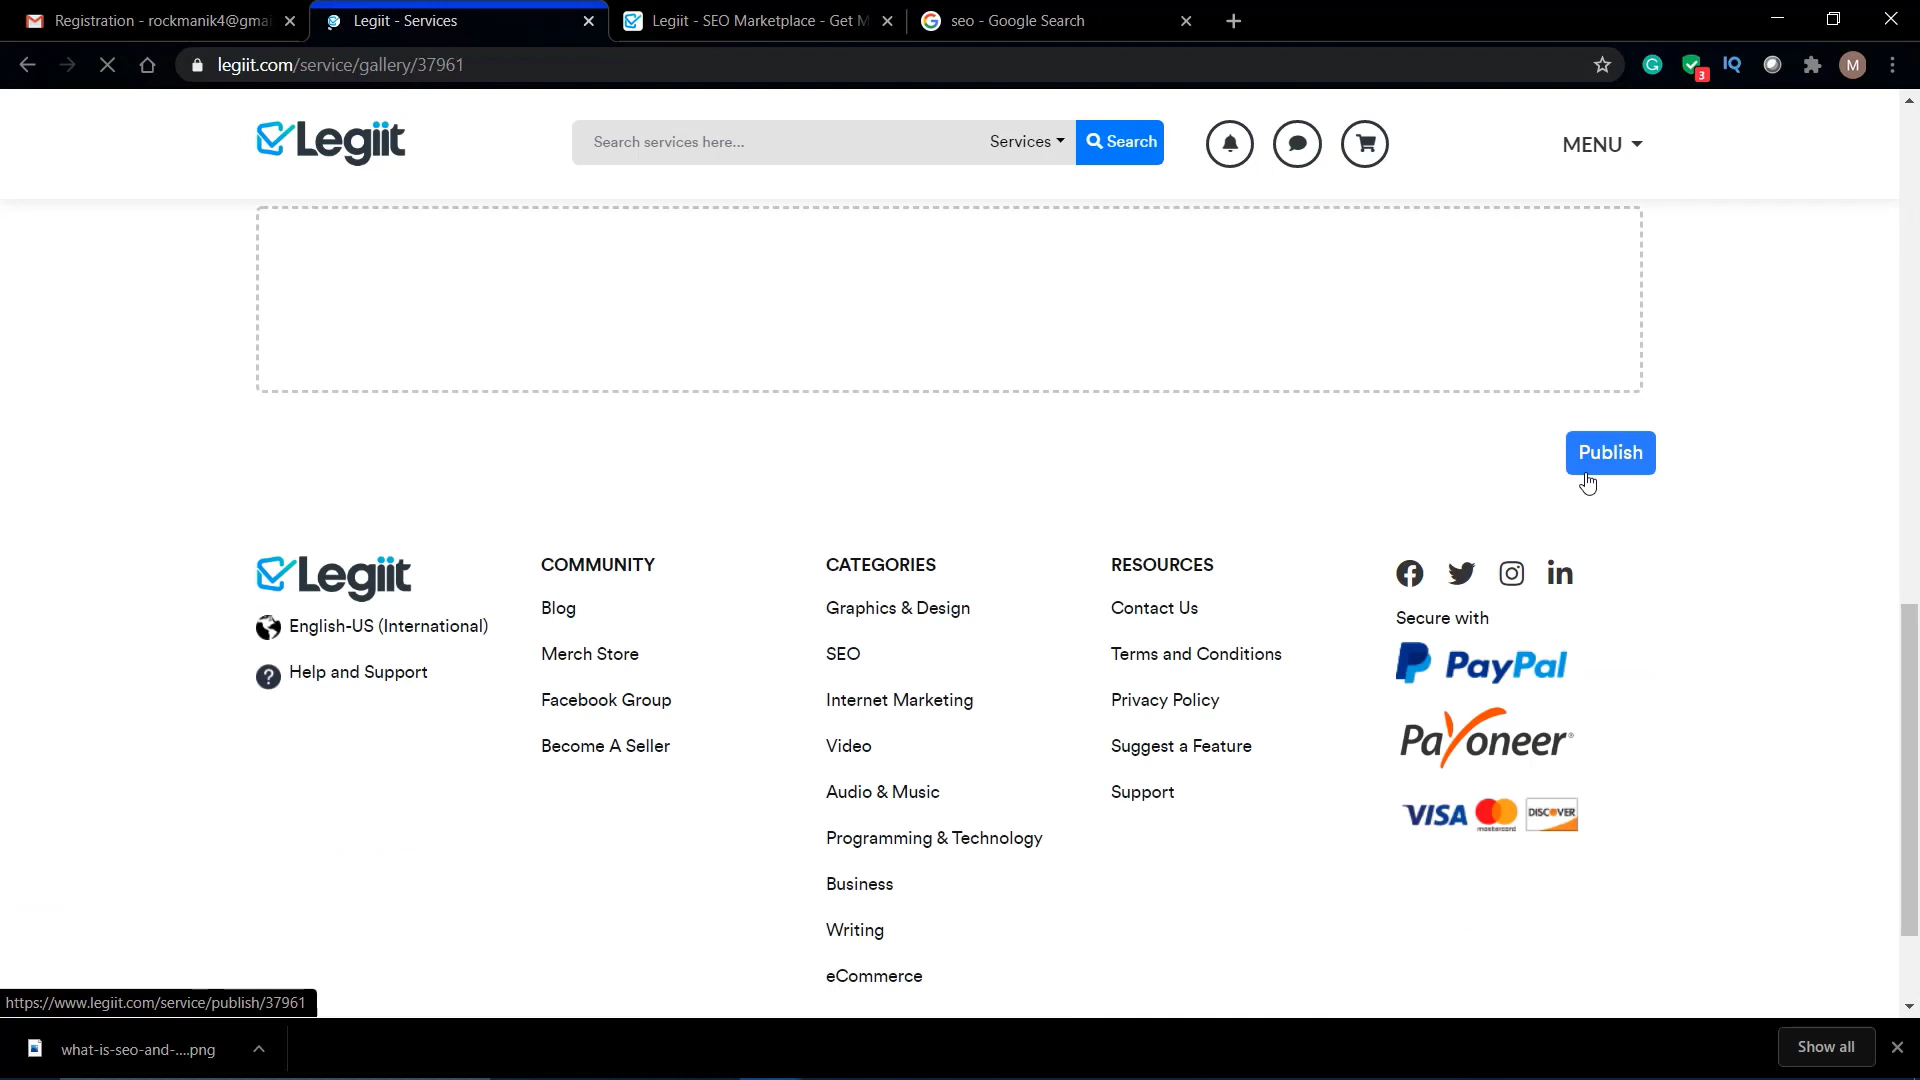 Registration - rockmanik4@gmai
Legiit - Services
Legiit - SEO Marketplace - Get M
seo - Google Search
legiit.com/service/gallery/37961
3
IQ
M
Legiit
Search services here...
Services
Search
MENU
Publish
Legiit
English-US (International)
Help and Support
COMMUNITY
Blog
Merch Store
Facebook Group
Become A Seller
CATEGORIES
Graphics & Design
SEO
Internet Marketing
Video
Audio & Music
Programming & Technology
Business
Writing
eCommerce
RESOURCES
Contact Us
Terms and Conditions
Privacy Policy
Suggest a Feature
Support
Secure with
PayPal
Payoneer
VISA mastercard DISCOVER
https://www.legiit.com/service/publish/37961
what-is-seo-and-....png
Show all